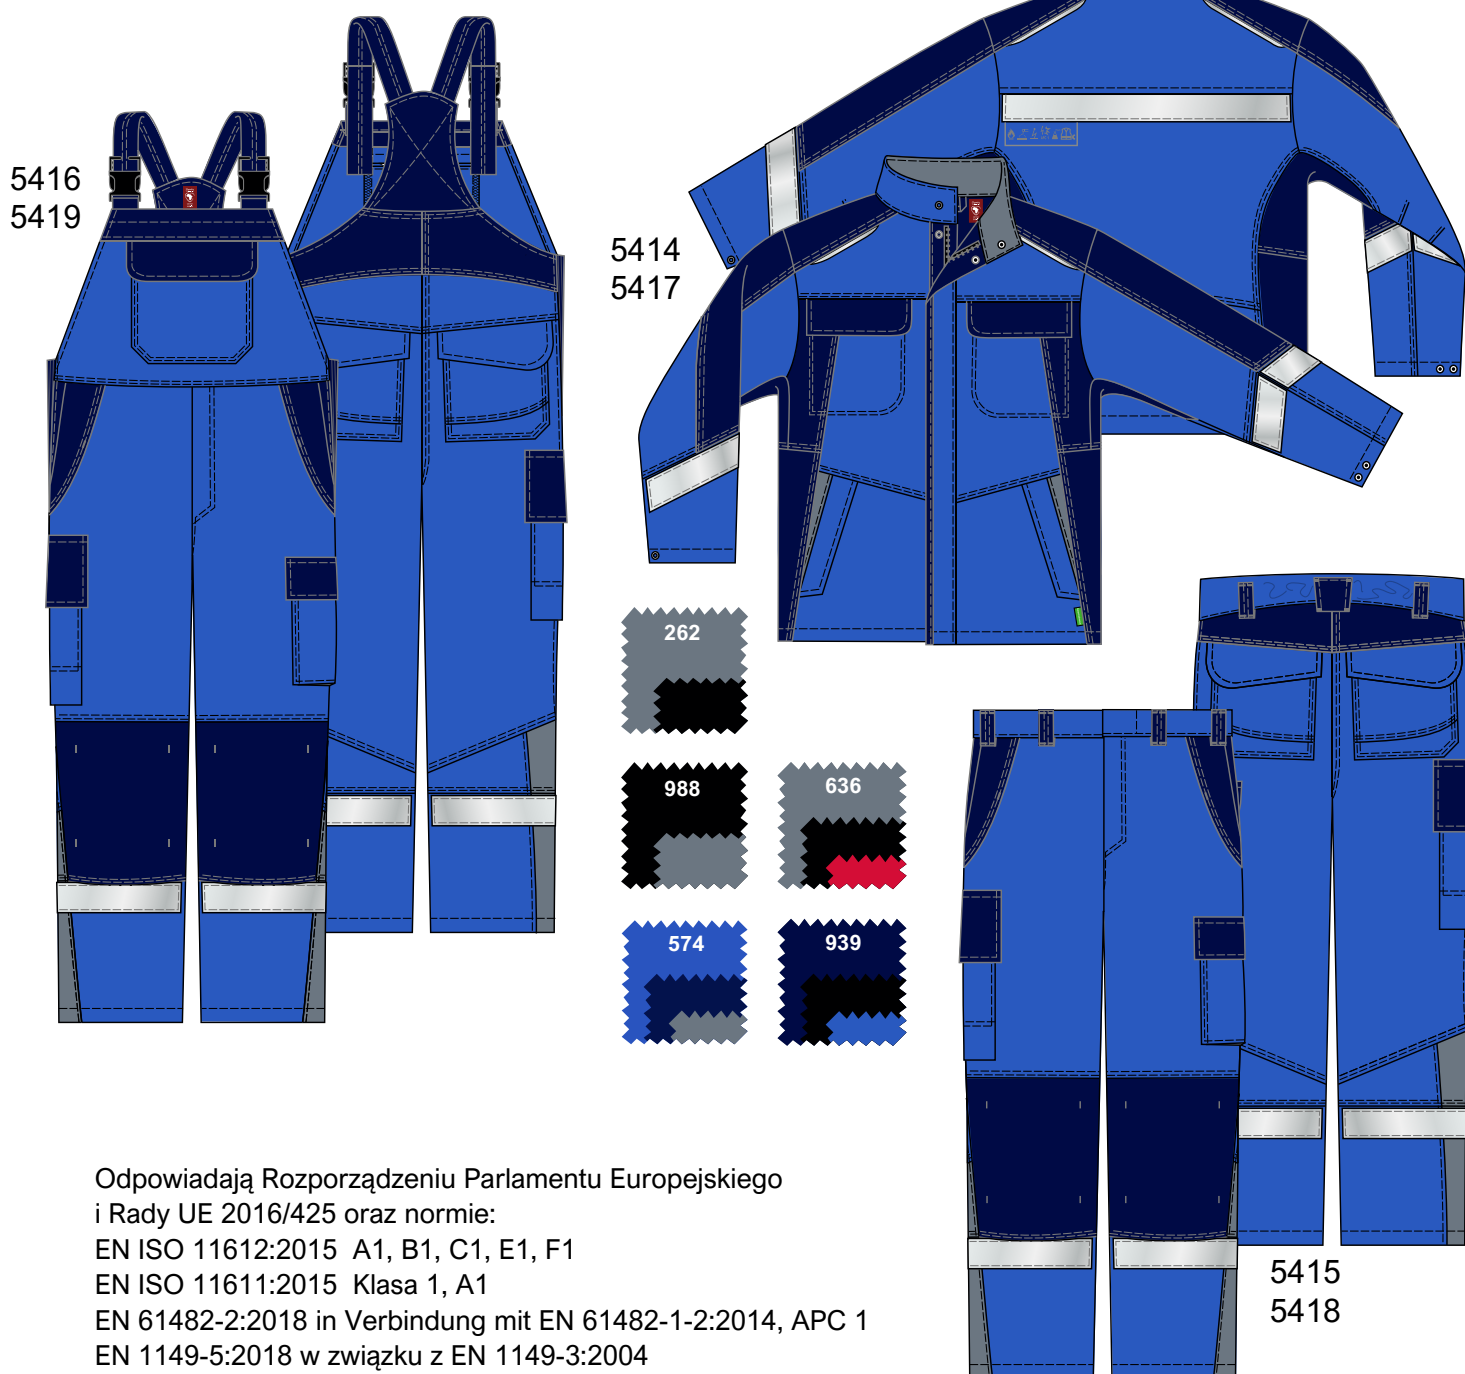 5416
5419
5414
5417
262
988
636
574
939
5415
5418
Odpowiadają Rozporządzeniu Parlamentu Europejskiego
i Rady UE 2016/425 oraz normie:
EN ISO 11612:2015  A1, B1, C1, E1, F1
EN ISO 11611:2015  Klasa 1, A1
EN 61482-2:2018 in Verbindung mit EN 61482-1-2:2014, APC 1
EN 1149-5:2018 w związku z EN 1149-3:2004